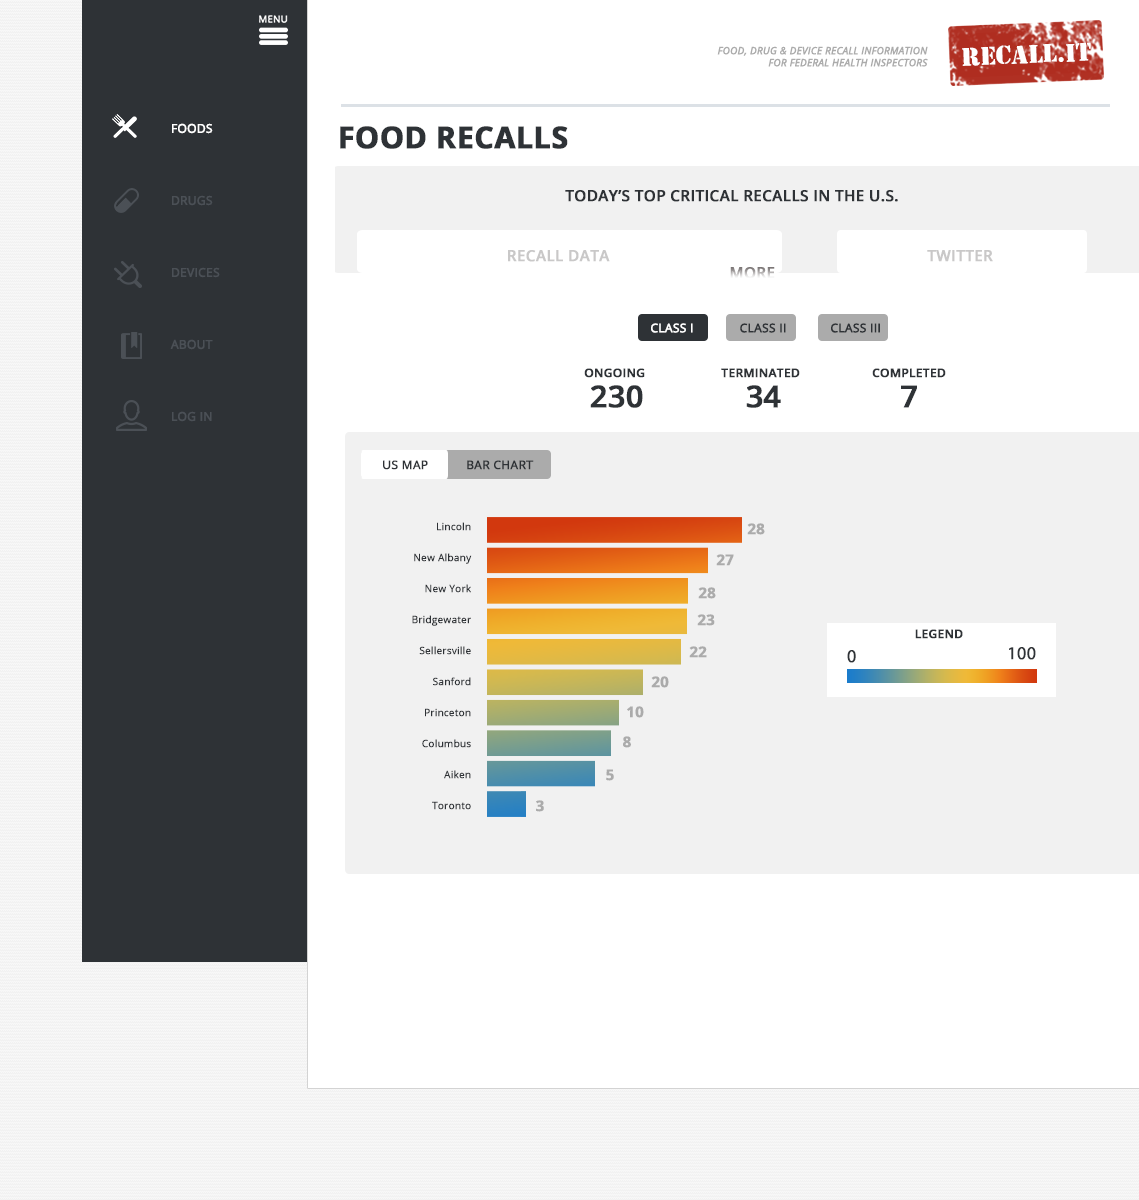 MENU
FOOD, DRUG & DEVICE RECALL INFORMATION
FOR FEDERAL HEALTH INSPECTORS
RECALL.IT
FOODS
DRUGS
DEVICES
ABOUT
LOG IN
FOOD RECALLS
TODAY'S TOP CRITICAL RECALLS IN THE U.S.
RECALL DATA
MORE
TWITTER
CLASS I
CLASS II
CLASS III
ONGOING
230
TERMINATED
34
COMPLETED
7
US MAP
BAR CHART
Lincoln 28
New Albany 27
New York 28
Bridgewater 23
Sellersville 22
Sanford 20
Princeton 10
Columbus 8
Aiken 5
Toronto 3
LEGEND
0 100